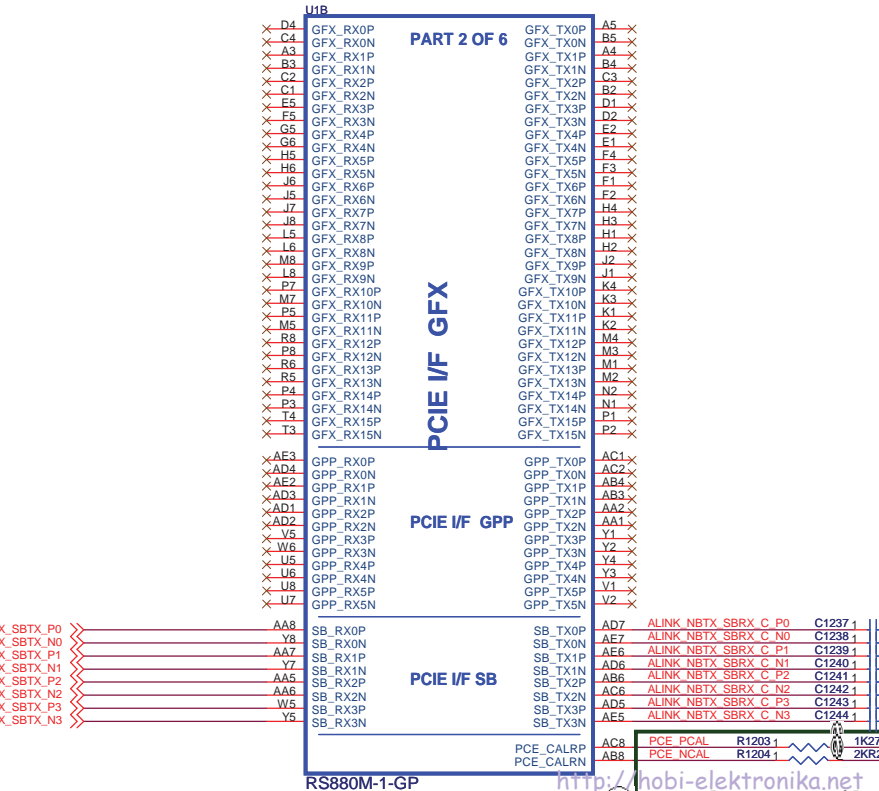 U1B
PART 2 OF 6
D4 GFX_RX0P GFX_TX0P A5
C4 GFX_RX0N GFX_TX0N B5
A3 GFX_RX1P GFX_TX1P A4
B3 GFX_RX1N GFX_TX1N B4
C2 GFX_RX2P GFX_TX2P C3
C1 GFX_RX2N GFX_TX2N B2
E5 GFX_RX3P GFX_TX3P D1
F5 GFX_RX3N GFX_TX3N D2
G5 GFX_RX4P GFX_TX4P E2
G6 GFX_RX4N GFX_TX4N E1
H5 GFX_RX5P GFX_TX5P F4
H6 GFX_RX5N GFX_TX5N F3
J6 GFX_RX6P GFX_TX6P F1
J5 GFX_RX6N GFX_TX6N F2
J7 GFX_RX7P GFX_TX7P H4
J8 GFX_RX7N GFX_TX7N H3
L5 GFX_RX8P GFX_TX8P H1
L6 GFX_RX8N GFX_TX8N H2
M8 GFX_RX9P GFX_TX9P J2
L8 GFX_RX9N GFX_TX9N J1
P7 GFX_RX10P GFX_TX10P K4
M7 GFX_RX10N GFX_TX10N K3
P5 GFX_RX11P GFX_TX11P K1
M5 GFX_RX11N GFX_TX11N K2
R8 GFX_RX12P GFX_TX12P M4
P8 GFX_RX12N GFX_TX12N M3
R6 GFX_RX13P GFX_TX13P M1
R5 GFX_RX13N GFX_TX13N M2
P4 GFX_RX14P GFX_TX14P N2
P3 GFX_RX14N GFX_TX14N N1
T4 GFX_RX15P GFX_TX15P P1
T3 GFX_RX15N GFX_TX15N P2
PCIE I/F GFX
AE3 GPP_RX0P GPP_TX0P AC1
AD4 GPP_RX0N GPP_TX0N AC2
AE2 GPP_RX1P GPP_TX1P AB4
AD3 GPP_RX1N GPP_TX1N AB3
AD1 GPP_RX2P GPP_TX2P AA2
AD2 GPP_RX2N GPP_TX2N AA1
V5 GPP_RX3P GPP_TX3P Y1
W6 GPP_RX3N GPP_TX3N Y2
U5 GPP_RX4P GPP_TX4P Y4
U6 GPP_RX4N GPP_TX4N Y3
U8 GPP_RX5P GPP_TX5P V1
U7 GPP_RX5N GPP_TX5N V2
PCIE I/F GPP
X_SBTX_P0 AA8 SB_RX0P SB_TX0P AD7 ALINK_NBTX_SBRX_C_P0 C1237 1
X_SBTX_N0 Y8 SB_RX0N SB_TX0N AE7 ALINK_NBTX_SBRX_C_N0 C1238 1
X_SBTX_P1 AA7 SB_RX1P SB_TX1P AE6 ALINK_NBTX_SBRX_C_P1 C1239 1
X_SBTX_N1 Y7 SB_RX1N SB_TX1N AD6 ALINK_NBTX_SBRX_C_N1 C1240 1
X_SBTX_P2 AA5 SB_RX2P SB_TX2P AB6 ALINK_NBTX_SBRX_C_P2 C1241 1
X_SBTX_N2 AA6 SB_RX2N SB_TX2N AC6 ALINK_NBTX_SBRX_C_N2 C1242 1
X_SBTX_P3 W5 SB_RX3P SB_TX3P AD5 ALINK_NBTX_SBRX_C_P3 C1243 1
X_SBTX_N3 Y5 SB_RX3N SB_TX3N AE5 ALINK_NBTX_SBRX_C_N3 C1244 1
PCIE I/F SB
PCE_CALRP AC8 PCE_PCAL R1203 1 1K27
PCE_CALRN AB8 PCE_NCAL R1204 1 2KR2
RS880M-1-GP
http://hobi-elektronika.net